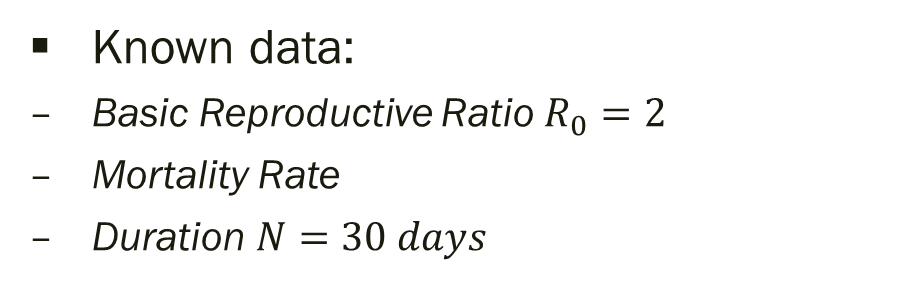 ▪ Known data:
– Basic Reproductive Ratio R₀ = 2
– Mortality Rate
– Duration N = 30 days